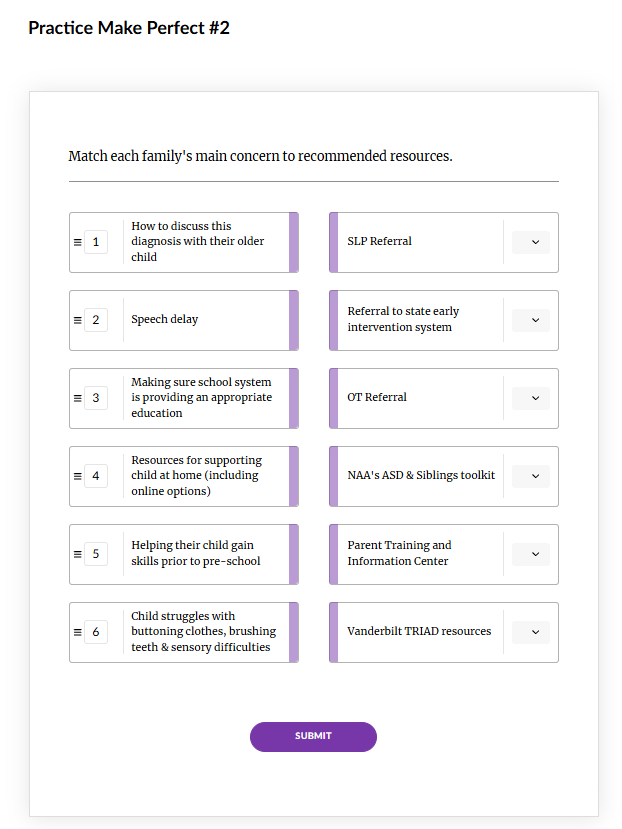 Practice Make Perfect #2
Match each family's main concern to recommended resources.
1
How to discuss this
diagnosis with their older
child
SLP Referral
2
Speech delay
Referral to state early
intervention system
3
Making sure school system
is providing an appropriate
education
OT Referral
4
Resources for supporting
child at home (including
online options)
NAA's ASD & Siblings toolkit
5
Helping their child gain
skills prior to pre-school
Parent Training and
Information Center
6
Child struggles with
buttoning clothes, brushing
teeth & sensory difficulties
Vanderbilt TRIAD resources
SUBMIT